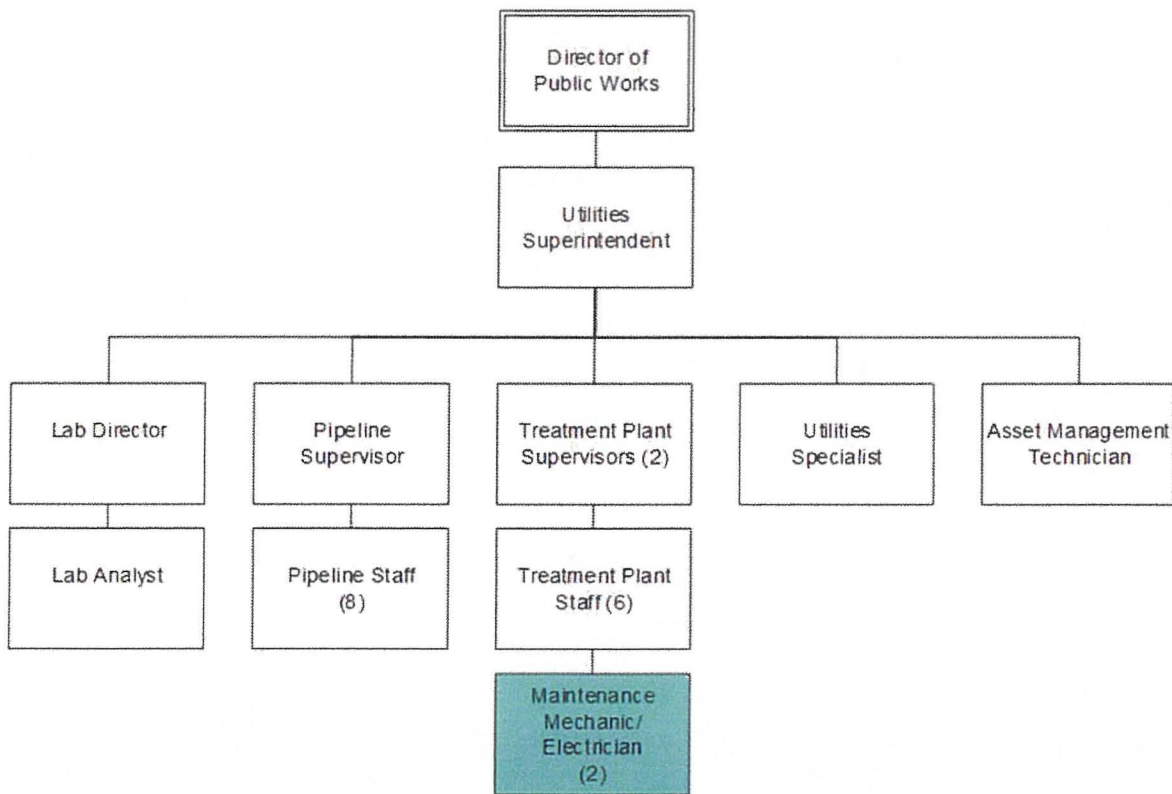 Director of
Public Works
Utilities
Superintendent
Lab Director
Pipeline
Supervisor
Treatment Plant
Supervisors (2)
Utilities
Specialist
Asset Management
Technician
Lab Analyst
Pipeline Staff
(8)
Treatment Plant
Staff (6)
Maintenance
Mechanic/
Electrician
(2)